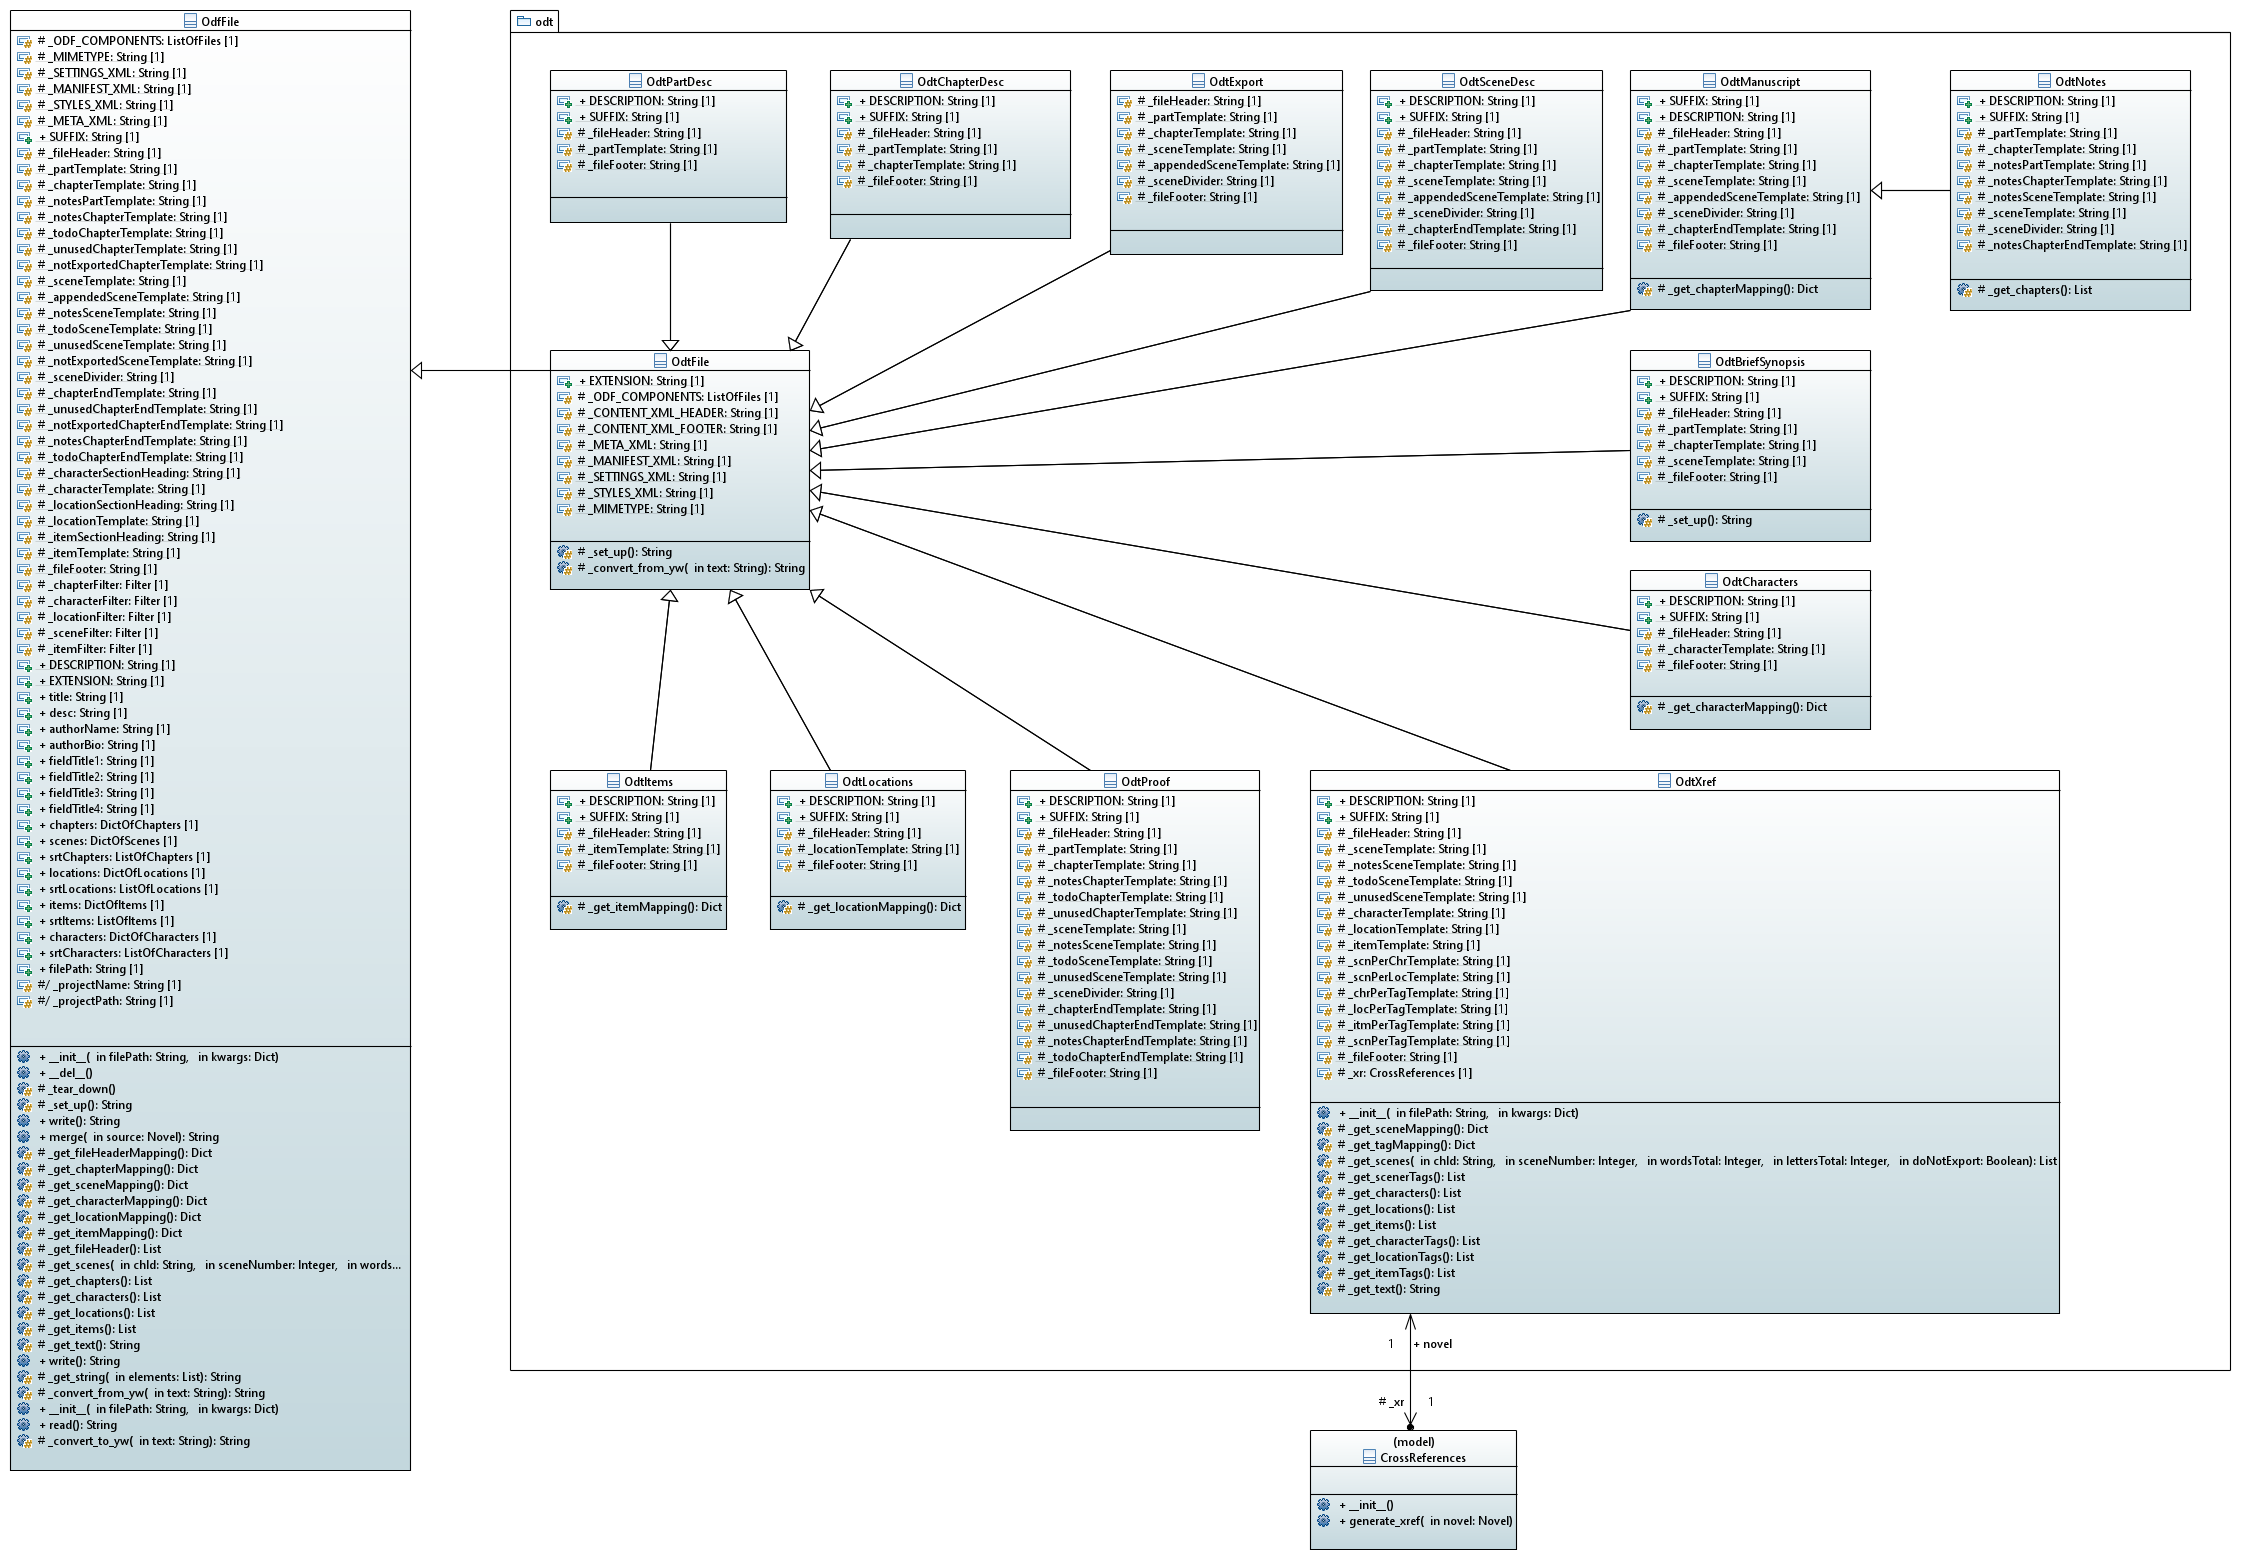 OdfFile
# _ODF_COMPONENTS: ListOfFiles [1]
# _MIMETYPE: String [1]
# _SETTINGS_XML: String [1]
# _MANIFEST_XML: String [1]
# _STYLES_XML: String [1]
# _META_XML: String [1]
+ SUFFIX: String [1]
# _fileHeader: String [1]
# _partTemplate: String [1]
# _chapterTemplate: String [1]
# _notesPartTemplate: String [1]
# _notesChapterTemplate: String [1]
# _todoChapterTemplate: String [1]
# _unusedChapterTemplate: String [1]
# _notExportedChapterTemplate: String [1]
# _sceneTemplate: String [1]
# _appendedSceneTemplate: String [1]
# _notesSceneTemplate: String [1]
# _todoSceneTemplate: String [1]
# _unusedSceneTemplate: String [1]
# _notExportedSceneTemplate: String [1]
# _sceneDivider: String [1]
# _chapterEndTemplate: String [1]
# _unusedChapterEndTemplate: String [1]
# _notExportedChapterEndTemplate: String [1]
# _notesChapterEndTemplate: String [1]
# _todoChapterEndTemplate: String [1]
# _characterSectionHeading: String [1]
# _characterTemplate: String [1]
# _locationSectionHeading: String [1]
# _locationTemplate: String [1]
# _itemSectionHeading: String [1]
# _itemTemplate: String [1]
# _fileFooter: String [1]
# _chapterFilter: Filter [1]
# _characterFilter: Filter [1]
# _locationFilter: Filter [1]
# _sceneFilter: Filter [1]
# _itemFilter: Filter [1]
+ DESCRIPTION: String [1]
+ EXTENSION: String [1]
+ title: String [1]
+ desc: String [1]
+ authorName: String [1]
+ authorBio: String [1]
+ fieldTitle1: String [1]
+ fieldTitle2: String [1]
+ fieldTitle3: String [1]
+ fieldTitle4: String [1]
+ chapters: DictOfChapters [1]
+ scenes: DictOfScenes [1]
+ srtChapters: ListOfChapters [1]
+ locations: DictOfLocations [1]
+ srtLocations: ListOfLocations [1]
+ items: DictOfItems [1]
+ srtItems: ListOfItems [1]
+ characters: DictOfCharacters [1]
+ srtCharacters: ListOfCharacters [1]
+ filePath: String [1]
#/ _projectName: String [1]
#/ _projectPath: String [1]
+ __init__( in filePath: String, in kwargs: Dict)
+ __del__()
# _tear_down()
# _set_up(): String
+ write(): String
+ merge( in source: Novel): String
# _get_fileHeaderMapping(): Dict
# _get_chapterMapping(): Dict
# _get_sceneMapping(): Dict
# _get_characterMapping(): Dict
# _get_locationMapping(): Dict
# _get_itemMapping(): Dict
# _get_fileHeader(): List
# _get_scenes( in chId: String, in sceneNumber: Integer, in words...
# _get_chapters(): List
# _get_characters(): List
# _get_locations(): List
# _get_items(): List
# _get_text(): String
+ write(): String
# _get_string( in elements: List): String
# _convert_from_yw( in text: String): String
+ __init__( in filePath: String, in kwargs: Dict)
+ read(): String
# _convert_to_yw( in text: String): String
odt
OdtPartDesc
+ DESCRIPTION: String [1]
+ SUFFIX: String [1]
# _fileHeader: String [1]
# _partTemplate: String [1]
# _fileFooter: String [1]
OdtChapterDesc
+ DESCRIPTION: String [1]
+ SUFFIX: String [1]
# _fileHeader: String [1]
# _partTemplate: String [1]
# _chapterTemplate: String [1]
# _fileFooter: String [1]
OdtExport
# _fileHeader: String [1]
# _partTemplate: String [1]
# _chapterTemplate: String [1]
# _sceneTemplate: String [1]
# _appendedSceneTemplate: String [1]
# _sceneDivider: String [1]
# _fileFooter: String [1]
OdtSceneDesc
+ DESCRIPTION: String [1]
+ SUFFIX: String [1]
# _fileHeader: String [1]
# _partTemplate: String [1]
# _chapterTemplate: String [1]
# _sceneTemplate: String [1]
# _appendedSceneTemplate: String [1]
# _sceneDivider: String [1]
# _chapterEndTemplate: String [1]
# _fileFooter: String [1]
OdtManuscript
+ SUFFIX: String [1]
+ DESCRIPTION: String [1]
# _fileHeader: String [1]
# _partTemplate: String [1]
# _chapterTemplate: String [1]
# _sceneTemplate: String [1]
# _appendedSceneTemplate: String [1]
# _sceneDivider: String [1]
# _chapterEndTemplate: String [1]
# _fileFooter: String [1]
# _get_chapterMapping(): Dict
OdtNotes
+ DESCRIPTION: String [1]
+ SUFFIX: String [1]
# _partTemplate: String [1]
# _chapterTemplate: String [1]
# _notesPartTemplate: String [1]
# _notesChapterTemplate: String [1]
# _notesSceneTemplate: String [1]
# _sceneTemplate: String [1]
# _sceneDivider: String [1]
# _notesChapterEndTemplate: String [1]
# _get_chapters(): List
OdtFile
+ EXTENSION: String [1]
# _ODF_COMPONENTS: ListOfFiles [1]
# _CONTENT_XML_HEADER: String [1]
# _CONTENT_XML_FOOTER: String [1]
# _META_XML: String [1]
# _MANIFEST_XML: String [1]
# _SETTINGS_XML: String [1]
# _STYLES_XML: String [1]
# _MIMETYPE: String [1]
# _set_up(): String
# _convert_from_yw( in text: String): String
OdtBriefSynopsis
+ DESCRIPTION: String [1]
+ SUFFIX: String [1]
# _fileHeader: String [1]
# _partTemplate: String [1]
# _chapterTemplate: String [1]
# _sceneTemplate: String [1]
# _fileFooter: String [1]
# _set_up(): String
OdtCharacters
+ DESCRIPTION: String [1]
+ SUFFIX: String [1]
# _fileHeader: String [1]
# _characterTemplate: String [1]
# _fileFooter: String [1]
# _get_characterMapping(): Dict
OdtItems
+ DESCRIPTION: String [1]
+ SUFFIX: String [1]
# _fileHeader: String [1]
# _itemTemplate: String [1]
# _fileFooter: String [1]
# _get_itemMapping(): Dict
OdtLocations
+ DESCRIPTION: String [1]
+ SUFFIX: String [1]
# _fileHeader: String [1]
# _locationTemplate: String [1]
# _fileFooter: String [1]
# _get_locationMapping(): Dict
OdtProof
+ DESCRIPTION: String [1]
+ SUFFIX: String [1]
# _fileHeader: String [1]
# _partTemplate: String [1]
# _chapterTemplate: String [1]
# _notesChapterTemplate: String [1]
# _todoChapterTemplate: String [1]
# _unusedChapterTemplate: String [1]
# _sceneTemplate: String [1]
# _notesSceneTemplate: String [1]
# _todoSceneTemplate: String [1]
# _unusedSceneTemplate: String [1]
# _sceneDivider: String [1]
# _chapterEndTemplate: String [1]
# _unusedChapterEndTemplate: String [1]
# _notesChapterEndTemplate: String [1]
# _todoChapterEndTemplate: String [1]
# _fileFooter: String [1]
OdtXref
+ DESCRIPTION: String [1]
+ SUFFIX: String [1]
# _fileHeader: String [1]
# _sceneTemplate: String [1]
# _notesSceneTemplate: String [1]
# _todoSceneTemplate: String [1]
# _unusedSceneTemplate: String [1]
# _characterTemplate: String [1]
# _locationTemplate: String [1]
# _itemTemplate: String [1]
# _scnPerChrTemplate: String [1]
# _scnPerLocTemplate: String [1]
# _chrPerTagTemplate: String [1]
# _locPerTagTemplate: String [1]
# _itmPerTagTemplate: String [1]
# _scnPerTagTemplate: String [1]
# _fileFooter: String [1]
# _xr: CrossReferences [1]
+ __init__( in filePath: String, in kwargs: Dict)
# _get_sceneMapping(): Dict
# _get_tagMapping(): Dict
# _get_scenes( in chId: String, in sceneNumber: Integer, in wordsTotal: Integer, in lettersTotal: Integer, in doNotExport: Boolean): List
# _get_scenerTags(): List
# _get_characters(): List
# _get_locations(): List
# _get_items(): List
# _get_characterTags(): List
# _get_locationTags(): List
# _get_itemTags(): List
# _get_text(): String
1 + novel
# _xr 1
(model)
CrossReferences
+ __init__()
+ generate_xref( in novel: Novel)